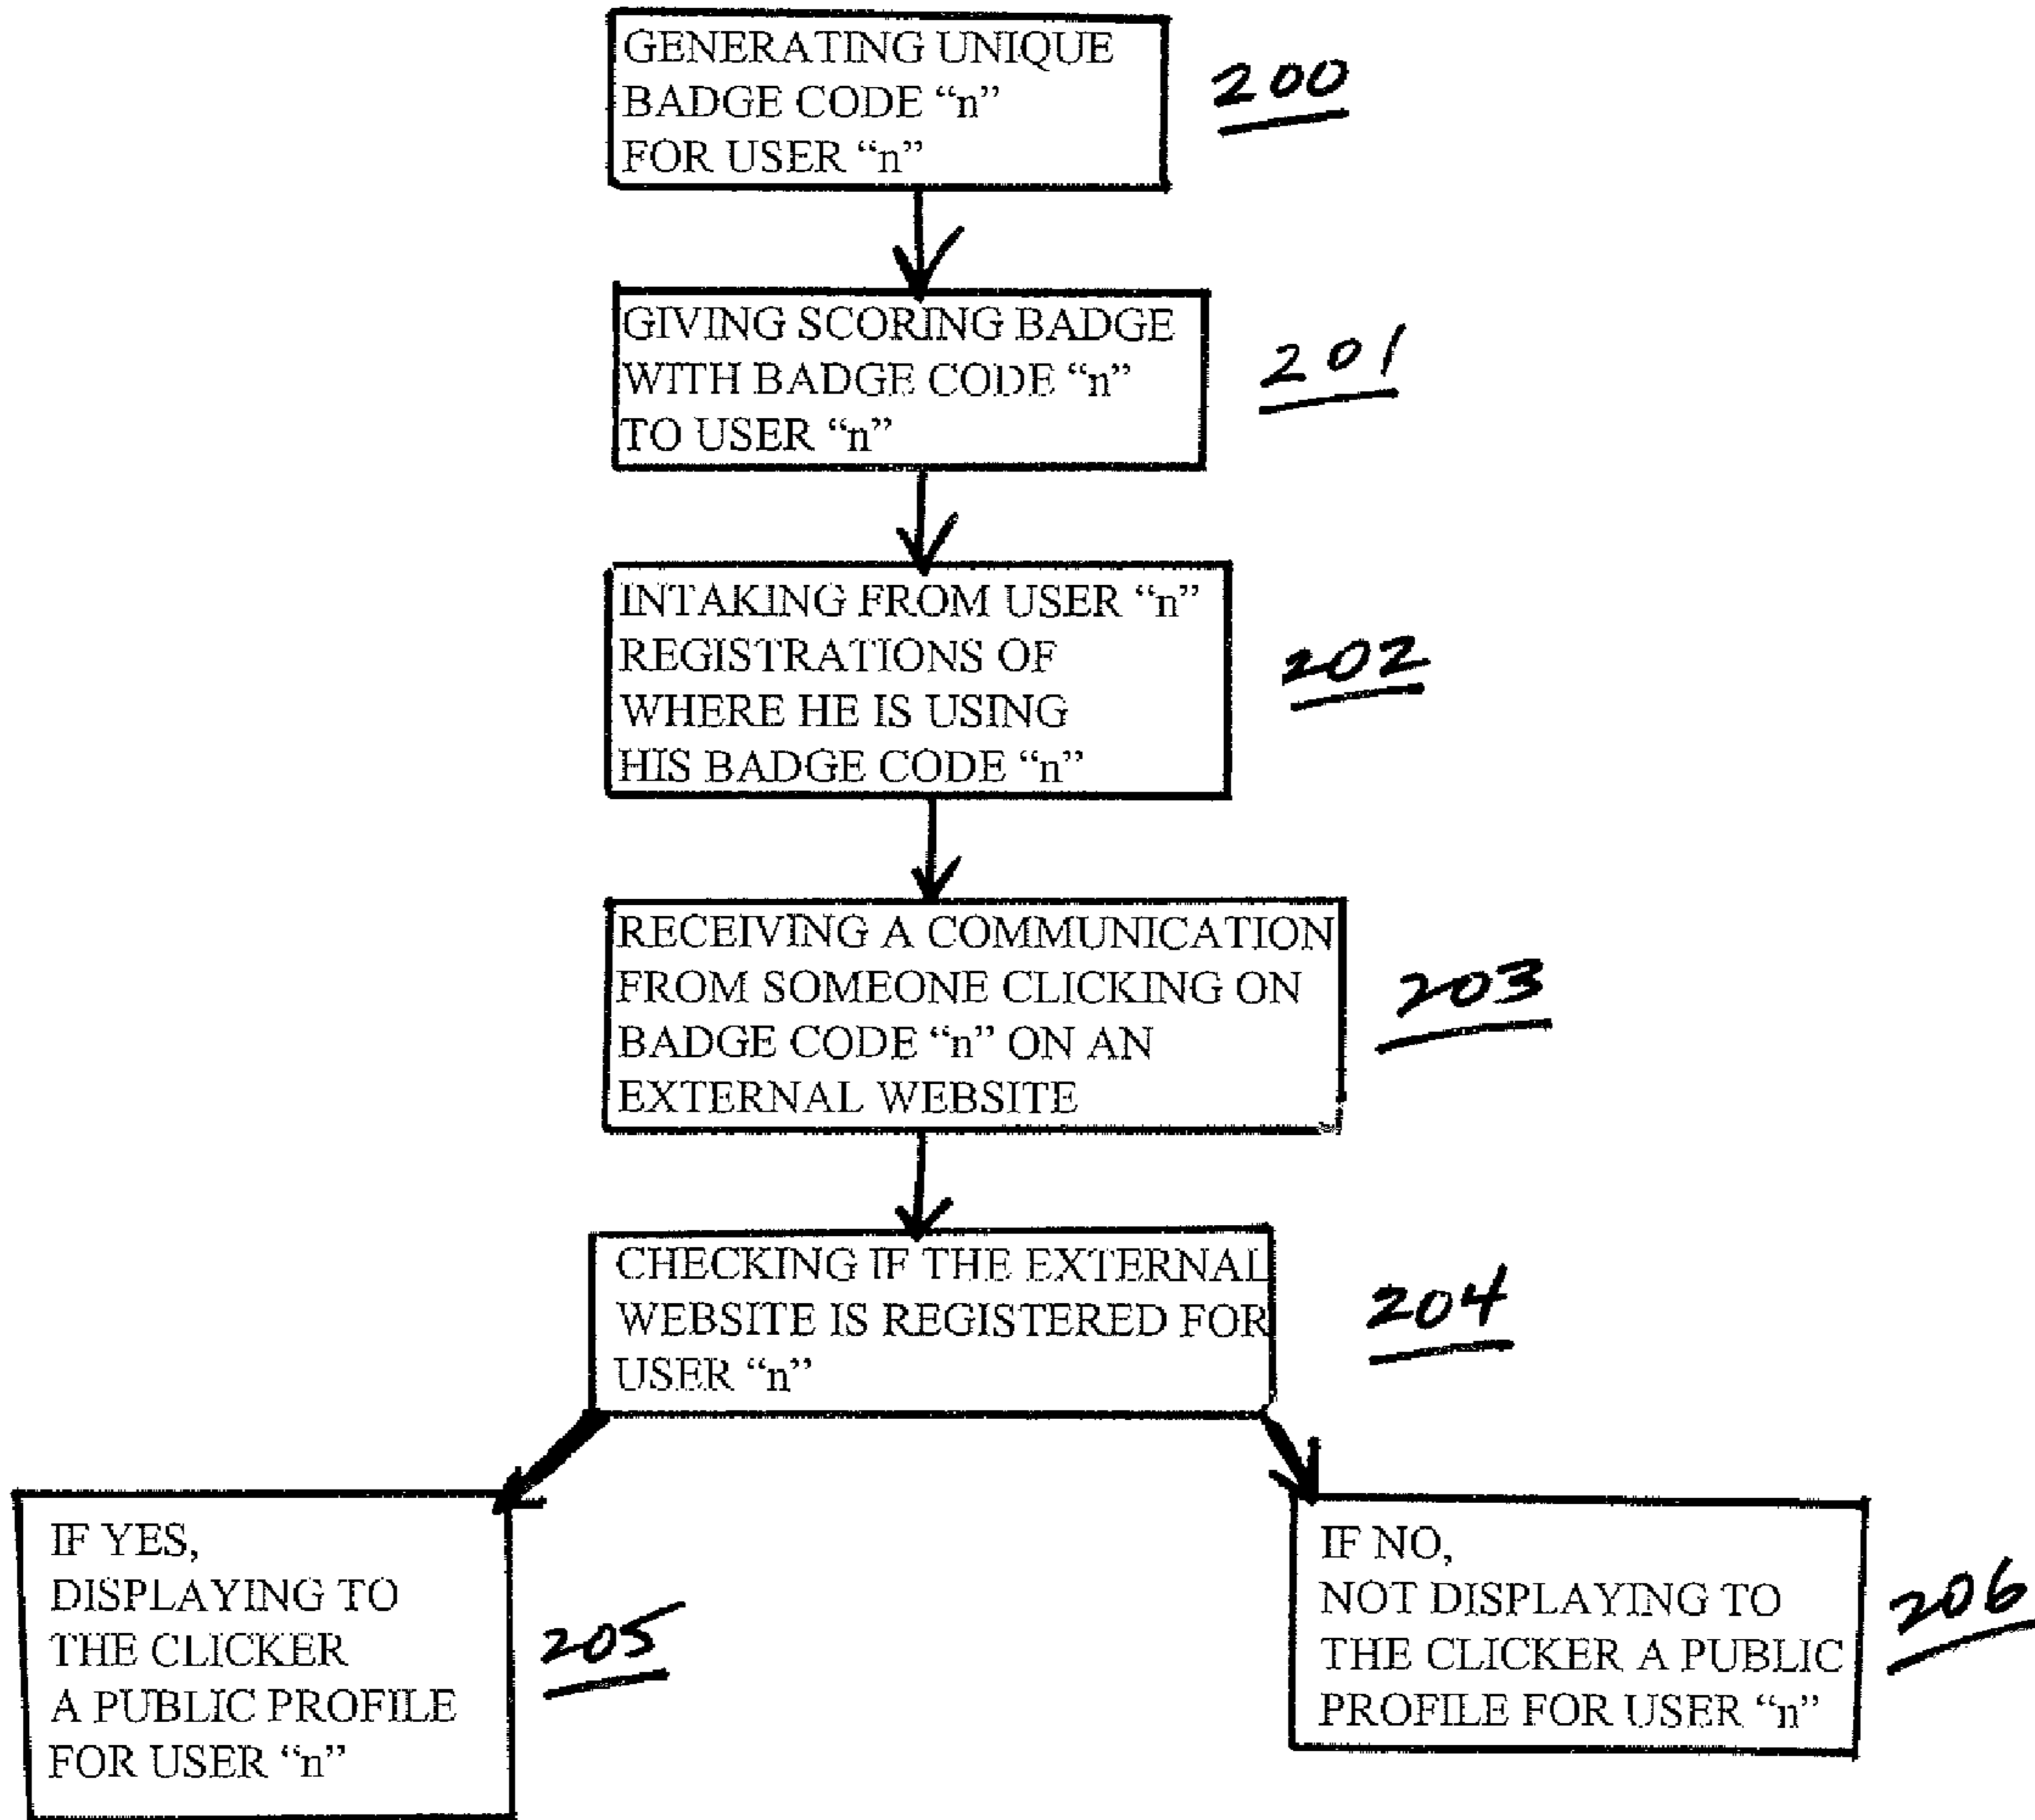 GENERATING UNIQUE
BADGE CODE “n”
FOR USER “n”
200
GIVING SCORING BADGE
WITH BADGE CODE “n”
TO USER “n”
201
INTAKING FROM USER “n”
REGISTRATIONS OF
WHERE HE IS USING
HIS BADGE CODE “n”
202
RECEIVING A COMMUNICATION
FROM SOMEONE CLICKING ON
BADGE CODE “n” ON AN
EXTERNAL WEBSITE
203
CHECKING IF THE EXTERNAL
WEBSITE IS REGISTERED FOR
USER “n”
204
IF YES,
DISPLAYING TO
THE CLICKER
A PUBLIC PROFILE
FOR USER “n”
205
IF NO,
NOT DISPLAYING TO
THE CLICKER A PUBLIC
PROFILE FOR USER “n”
206